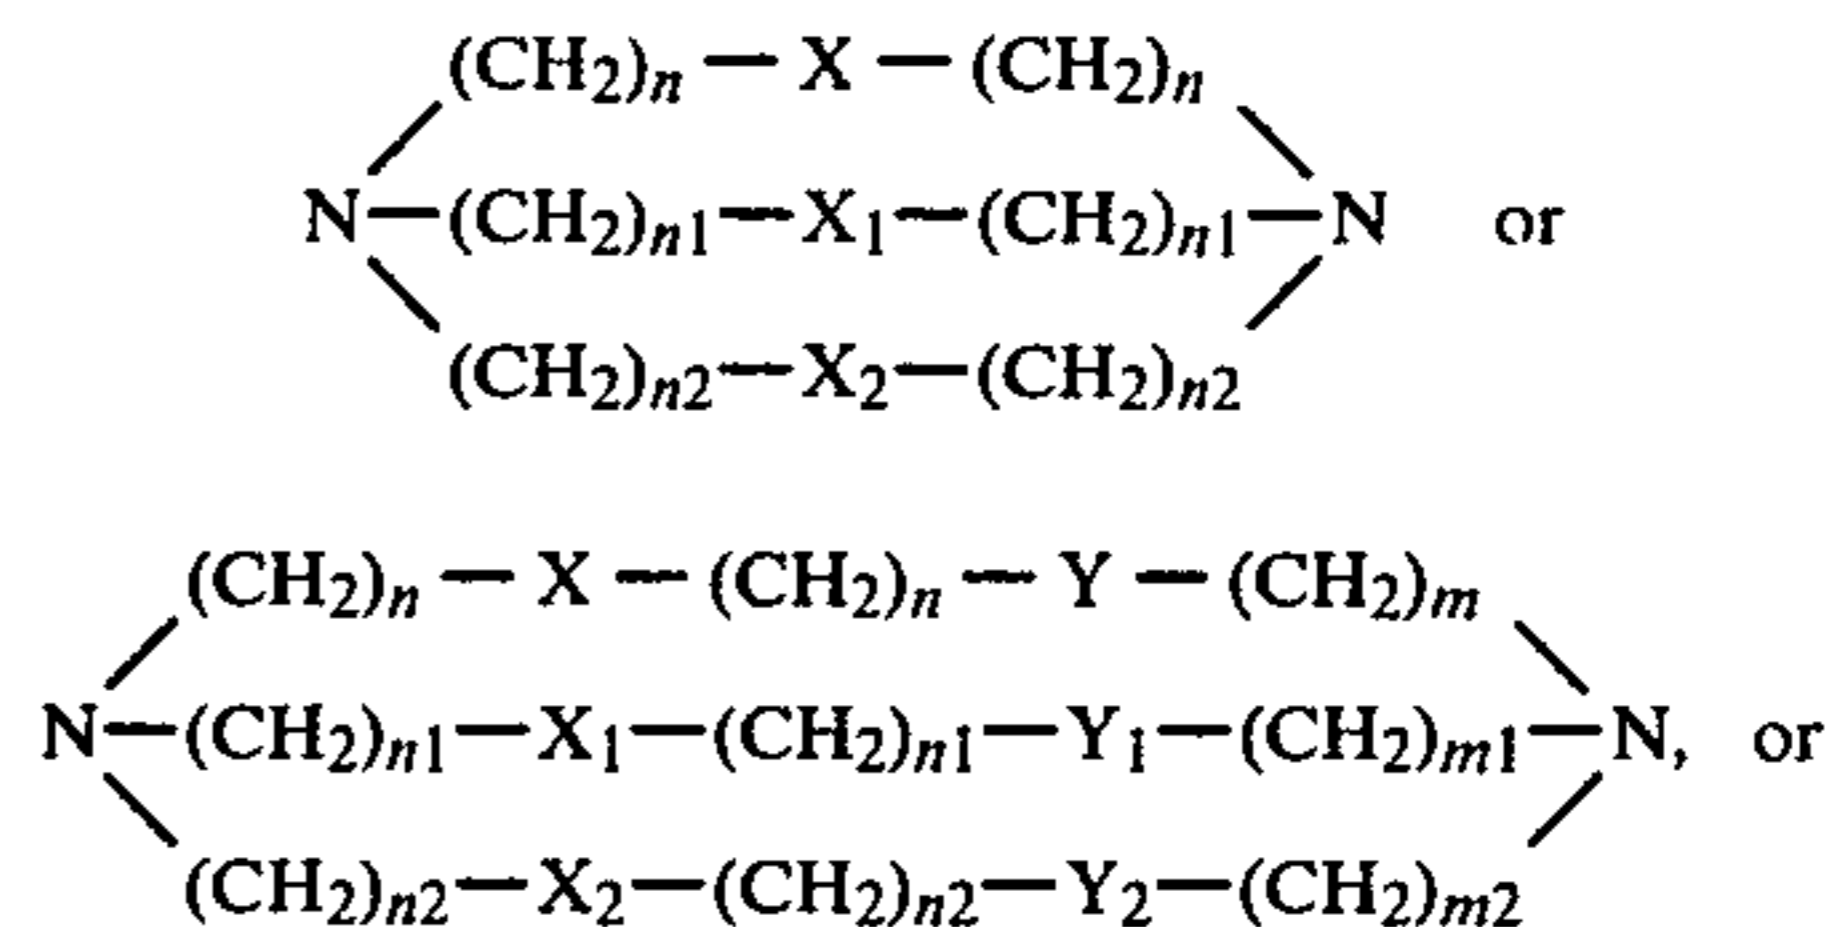 (CH2)n — X — (CH2)n
N—(CH2)n1—X1—(CH2)n1—N or
(CH2)n2—X2—(CH2)n2
(CH2)n — X — (CH2)n — Y — (CH2)m
N—(CH2)n1—X1—(CH2)n1—Y1—(CH2)m1—N, or
(CH2)n2—X2—(CH2)n2—Y2—(CH2)m2